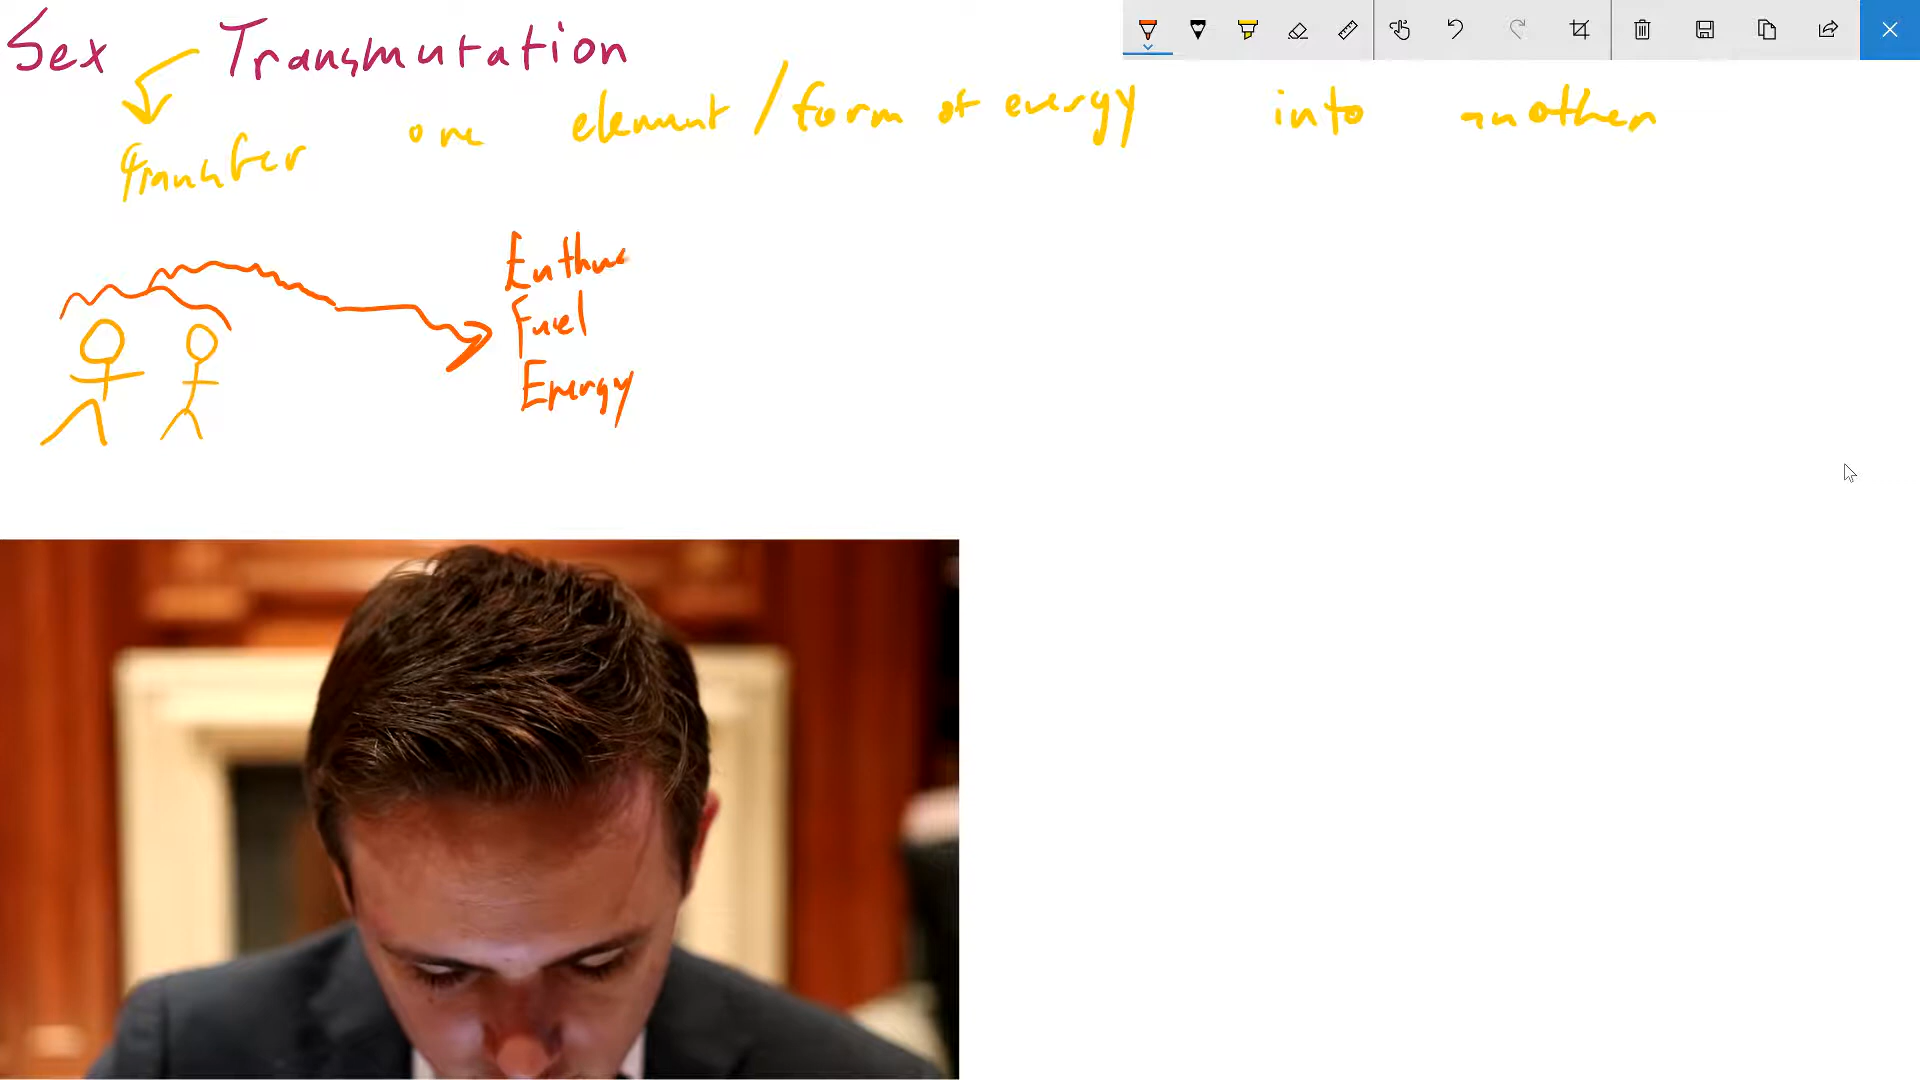 Sex Transmutation
transfer one element/form of energy into another
Enthus
Fuel
Energy